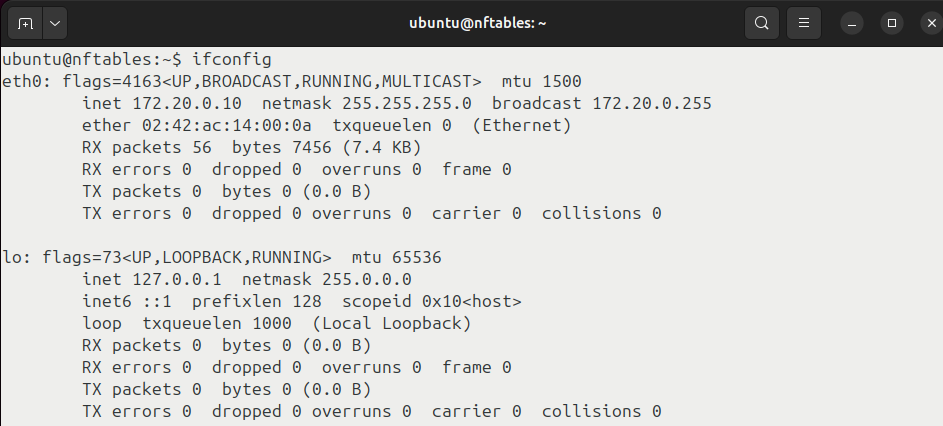 ubuntu@nftables: ~
ubuntu@nftables:~$ ifconfig
eth0: flags=4163<UP,BROADCAST,RUNNING,MULTICAST>  mtu 1500
        inet 172.20.0.10  netmask 255.255.255.0  broadcast 172.20.0.255
        ether 02:42:ac:14:00:0a  txqueuelen 0  (Ethernet)
        RX packets 56  bytes 7456 (7.4 KB)
        RX errors 0  dropped 0  overruns 0  frame 0
        TX packets 0  bytes 0 (0.0 B)
        TX errors 0  dropped 0 overruns 0  carrier 0  collisions 0

lo: flags=73<UP,LOOPBACK,RUNNING>  mtu 65536
        inet 127.0.0.1  netmask 255.0.0.0
        inet6 ::1  prefixlen 128  scopeid 0x10<host>
        loop  txqueuelen 1000  (Local Loopback)
        RX packets 0  bytes 0 (0.0 B)
        RX errors 0  dropped 0  overruns 0  frame 0
        TX packets 0  bytes 0 (0.0 B)
        TX errors 0  dropped 0 overruns 0  carrier 0  collisions 0